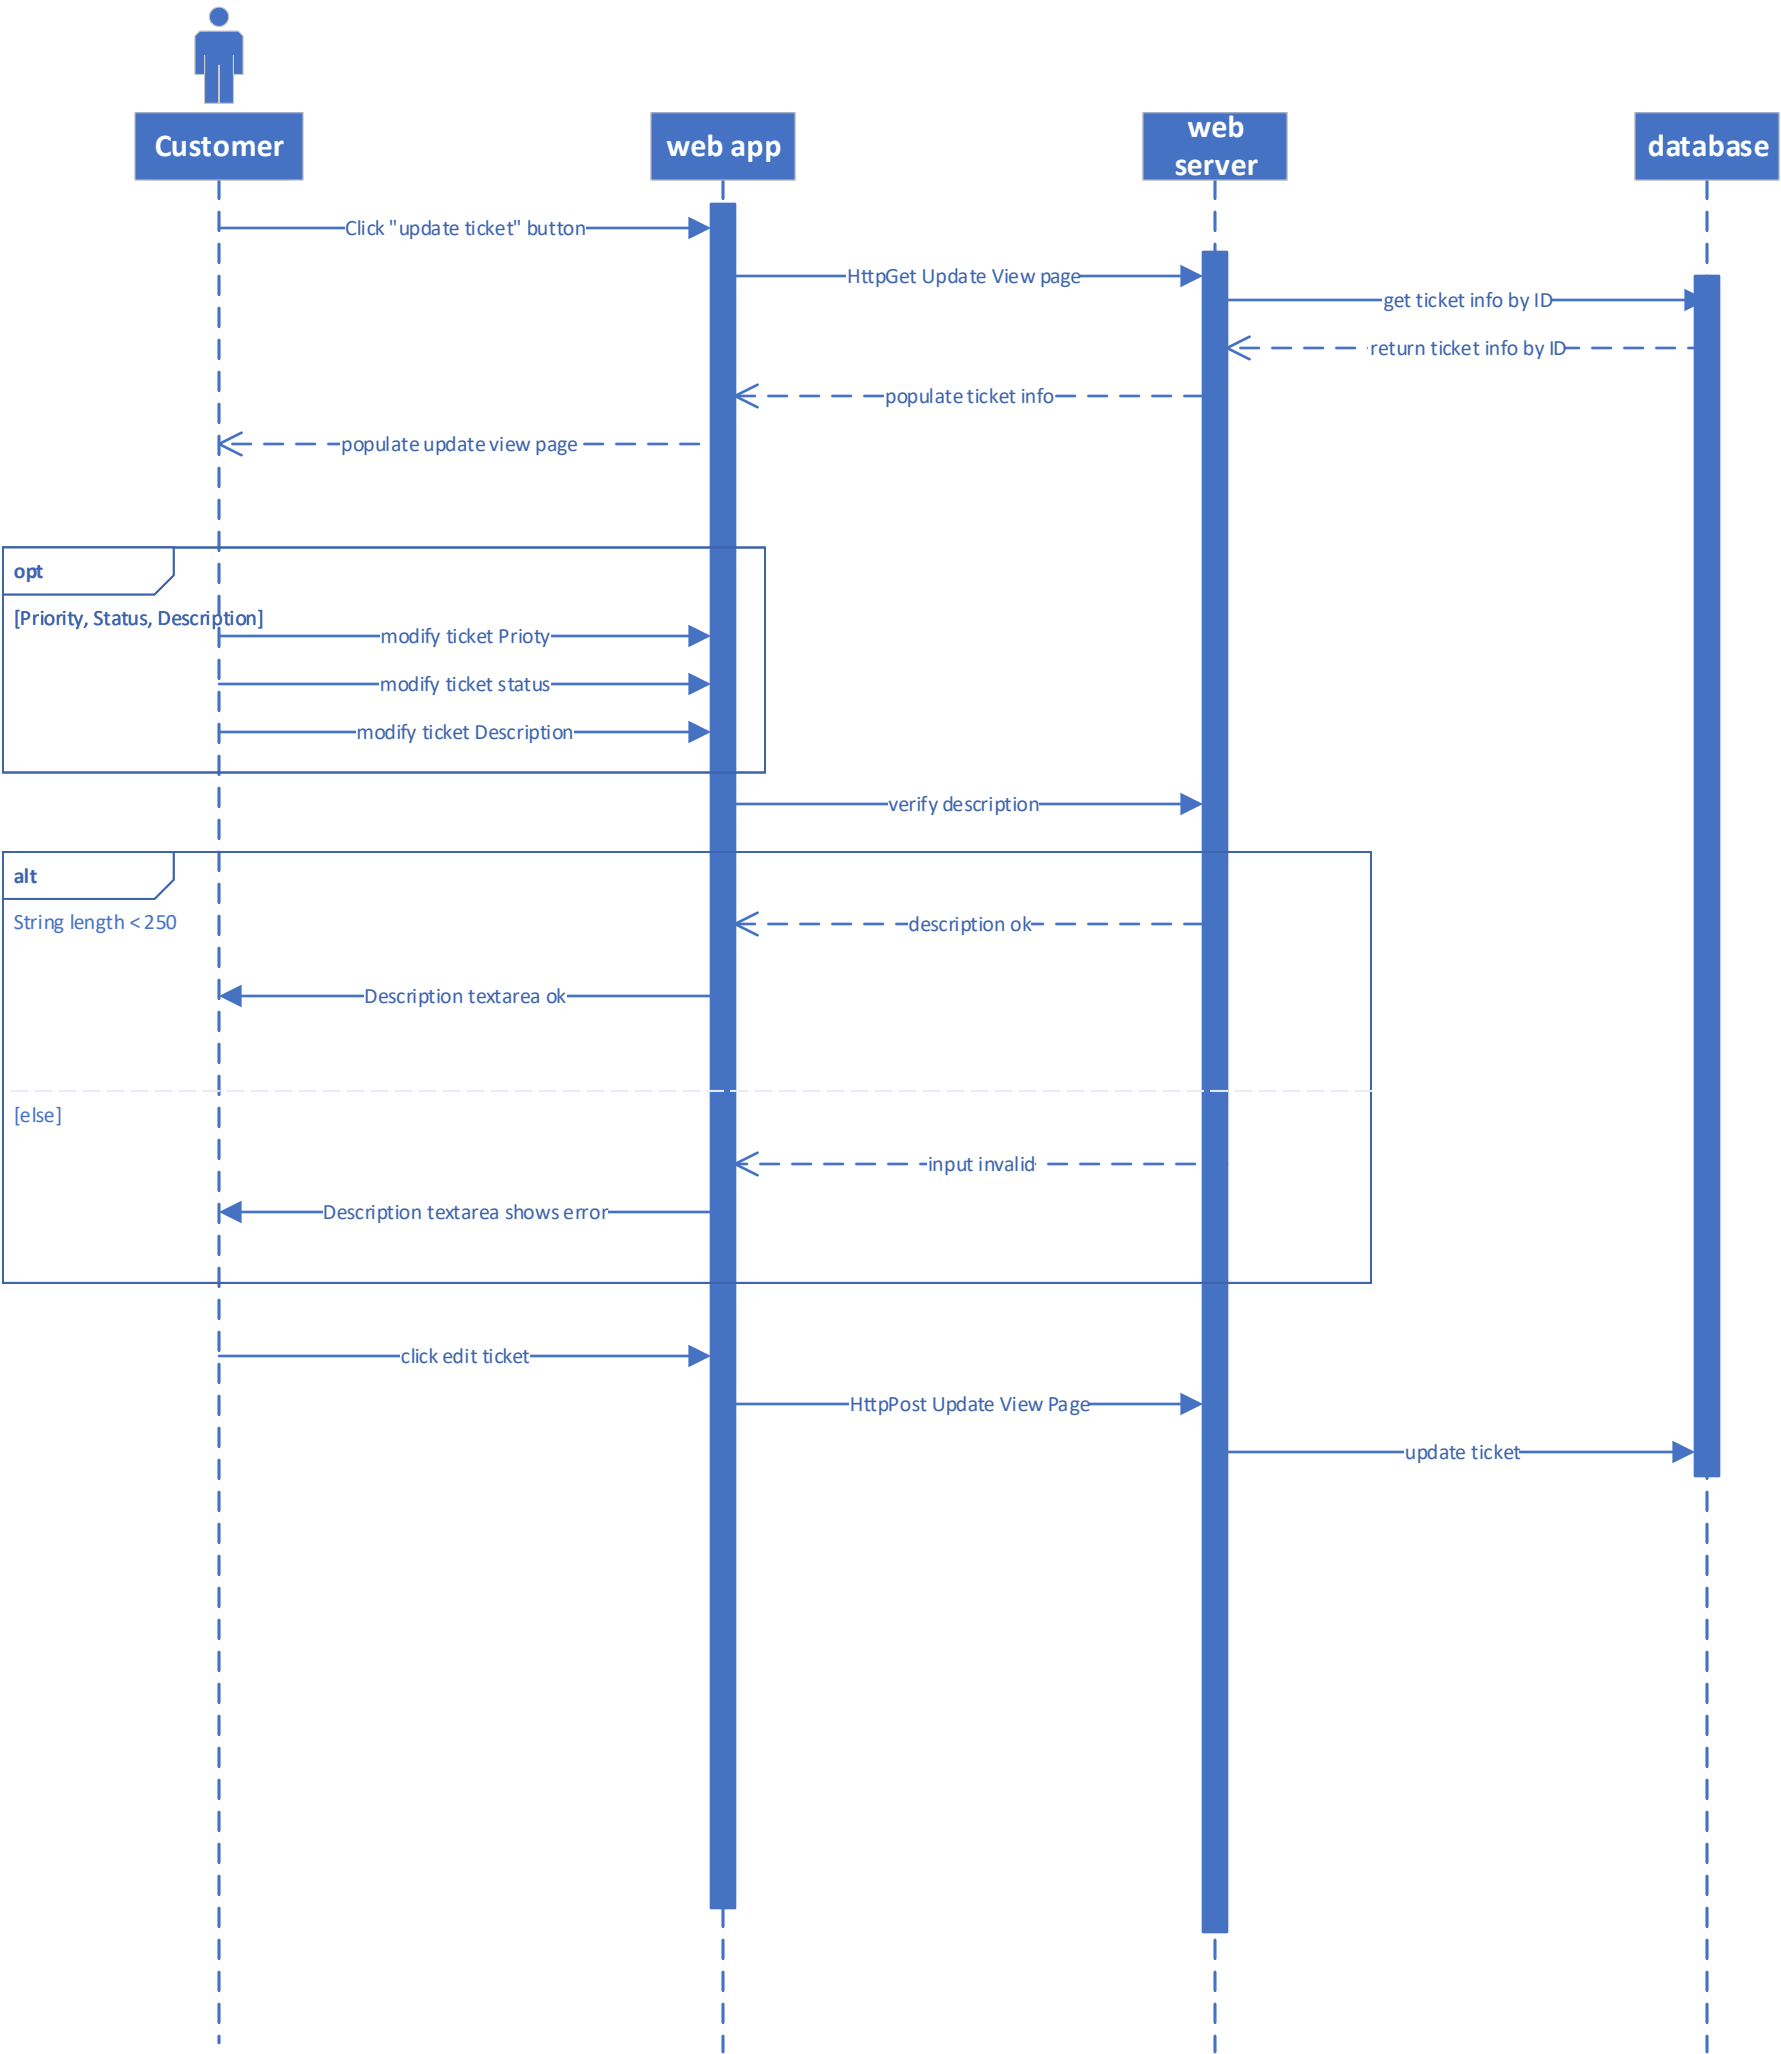 Customer
web app
web
server
database
Click "update ticket" button
HttpGet Update View page
get ticket info by ID
return ticket info by ID
populate ticket info
populate update view page
opt
[Priority, Status, Description]
modify ticket Prioty
modify ticket status
modify ticket Description
verify description
alt
String length < 250
description ok
Description textarea ok
[else]
input invalid
Description textarea shows error
click edit ticket
HttpPost Update View Page
update ticket